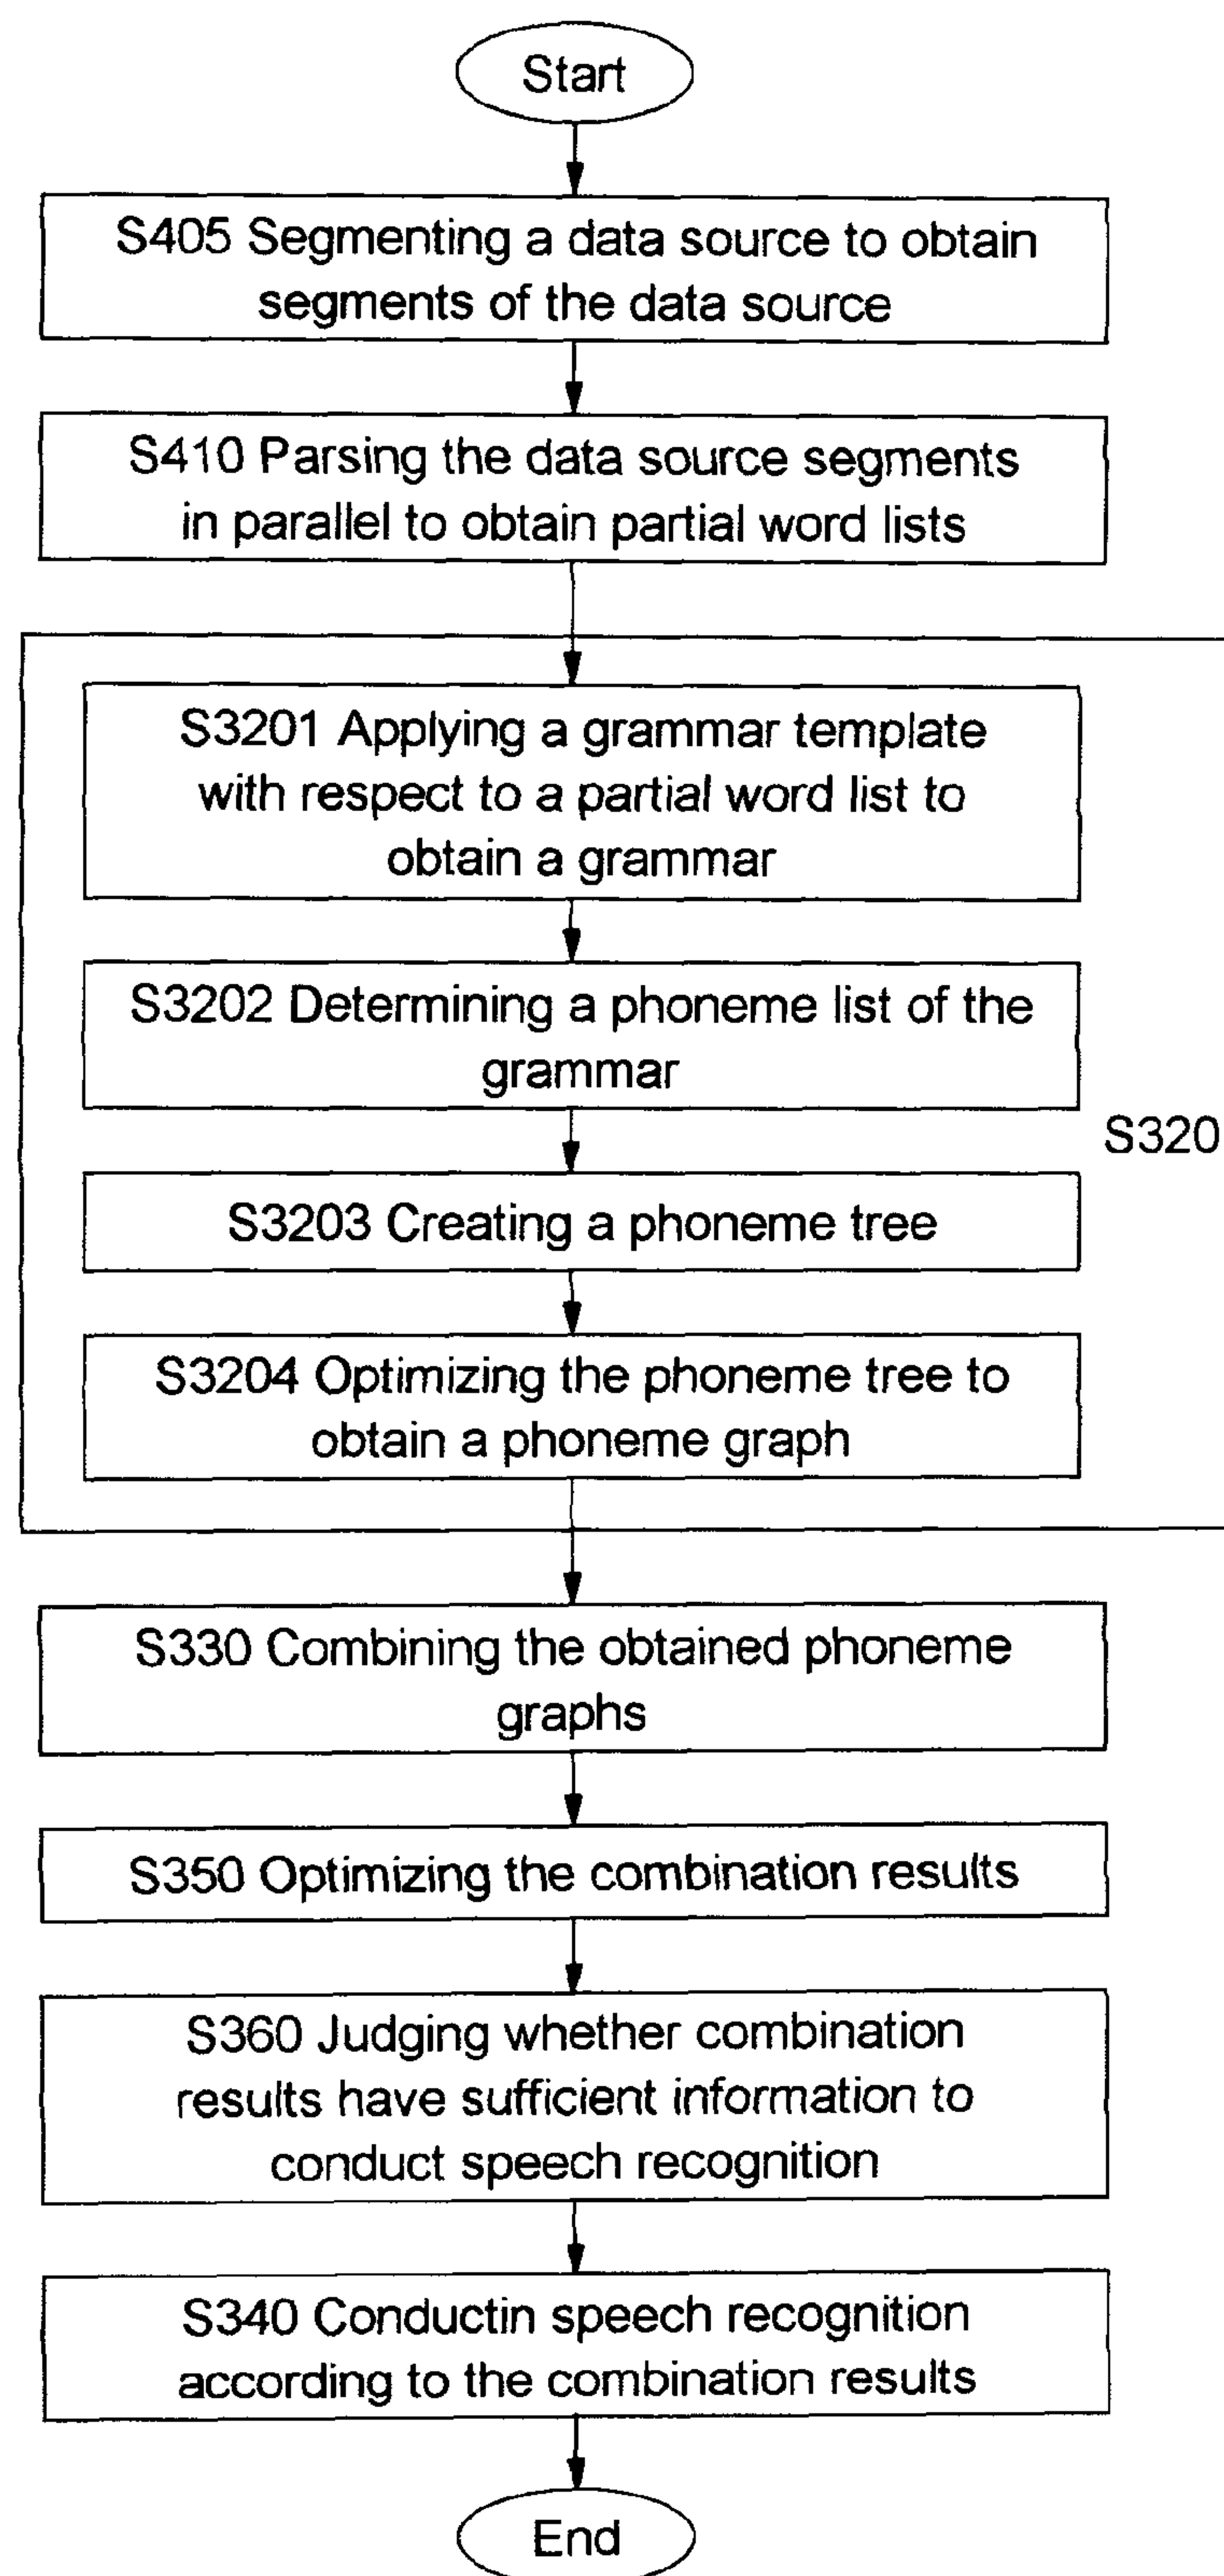 Start
S405 Segmenting a data source to obtain
segments of the data source
S410 Parsing the data source segments
in parallel to obtain partial word lists
S3201 Applying a grammar template
with respect to a partial word list to
obtain a grammar
S3202 Determining a phoneme list of the
grammar
S320
S3203 Creating a phoneme tree
S3204 Optimizing the phoneme tree to
obtain a phoneme graph
S330 Combining the obtained phoneme
graphs
S350 Optimizing the combination results
S360 Judging whether combination
results have sufficient information to
conduct speech recognition
S340 Conductin speech recognition
according to the combination results
End